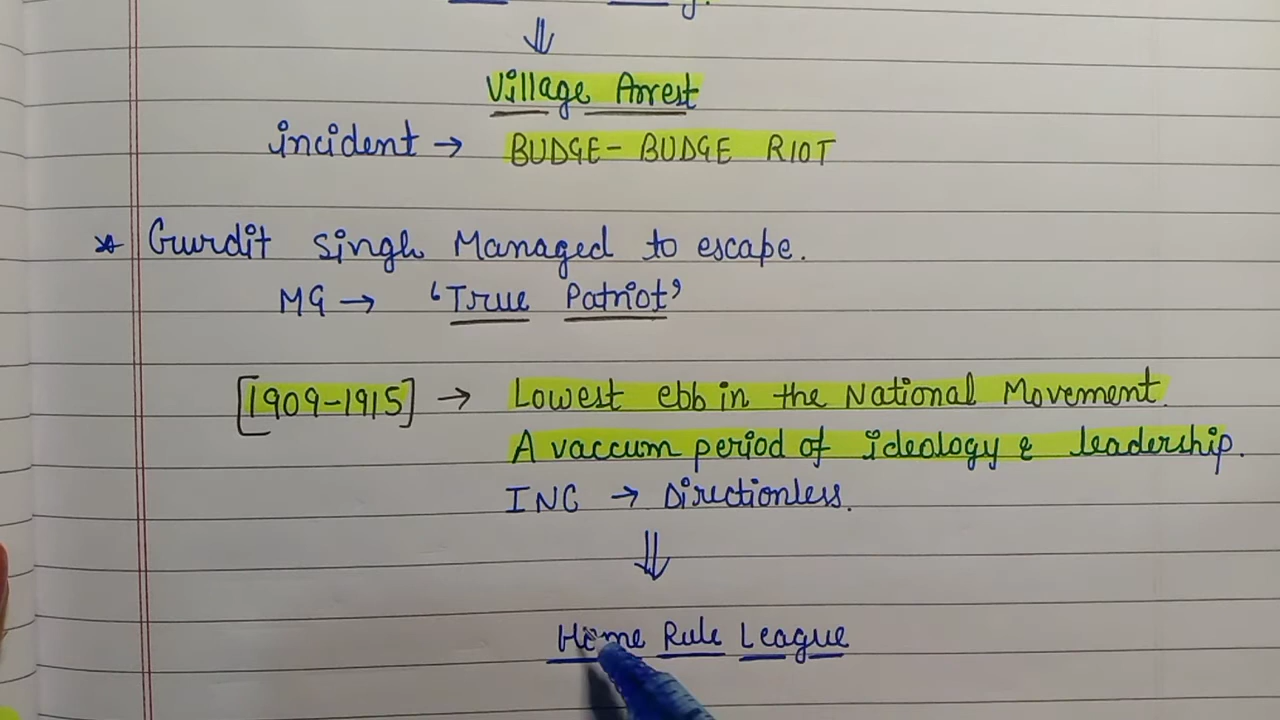 Village Arrest
incident → BUDGE-BUDGE RIOT
* Gurdit singh Managed to escape.
MG → 'True Patriot'
[1909-1915] → Lowest ebb in the National Movement.
A vaccum period of ideology & leadership.
INC → Directionless.
Home Rule League